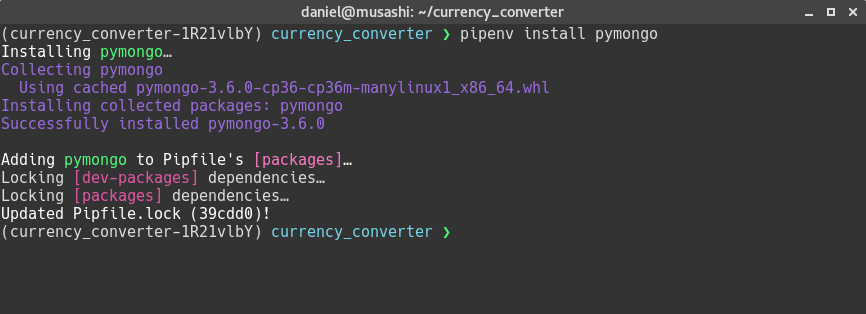 daniel@musashi: ~/currency_converter
(currency_converter-1R21vlbY) currency_converter ❯ pipenv install pymongo
Installing pymongo…
Collecting pymongo
  Using cached pymongo-3.6.0-cp36-cp36m-manylinux1_x86_64.whl
Installing collected packages: pymongo
Successfully installed pymongo-3.6.0
Adding pymongo to Pipfile's [packages]…
Locking [dev-packages] dependencies…
Locking [packages] dependencies…
Updated Pipfile.lock (39cdd0)!
(currency_converter-1R21vlbY) currency_converter ❯